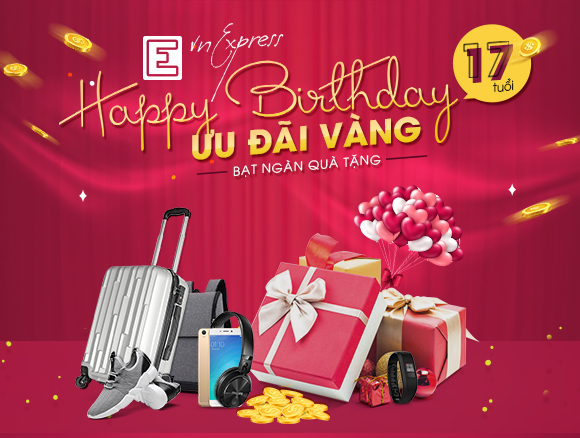 E VnExpress
Happy Birthday
17
tuổi
ƯU ĐÃI VÀNG
BẠT NGÀN QUÀ TẶNG